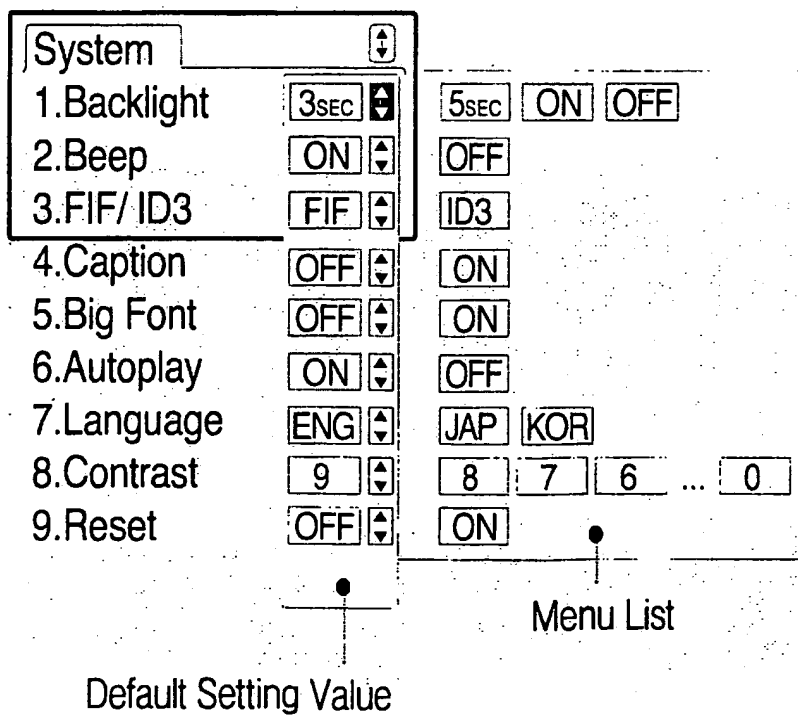 System
1.Backlight 3SEC 5SEC ON OFF
2.Beep ON OFF
3.FIF/ ID3 FIF ID3
4.Caption OFF ON
5.Big Font OFF ON
6.Autoplay ON OFF
7.Language ENG JAP KOR
8.Contrast 9 8 7 6 ... 0
9.Reset OFF ON
Menu List
Default Setting Value